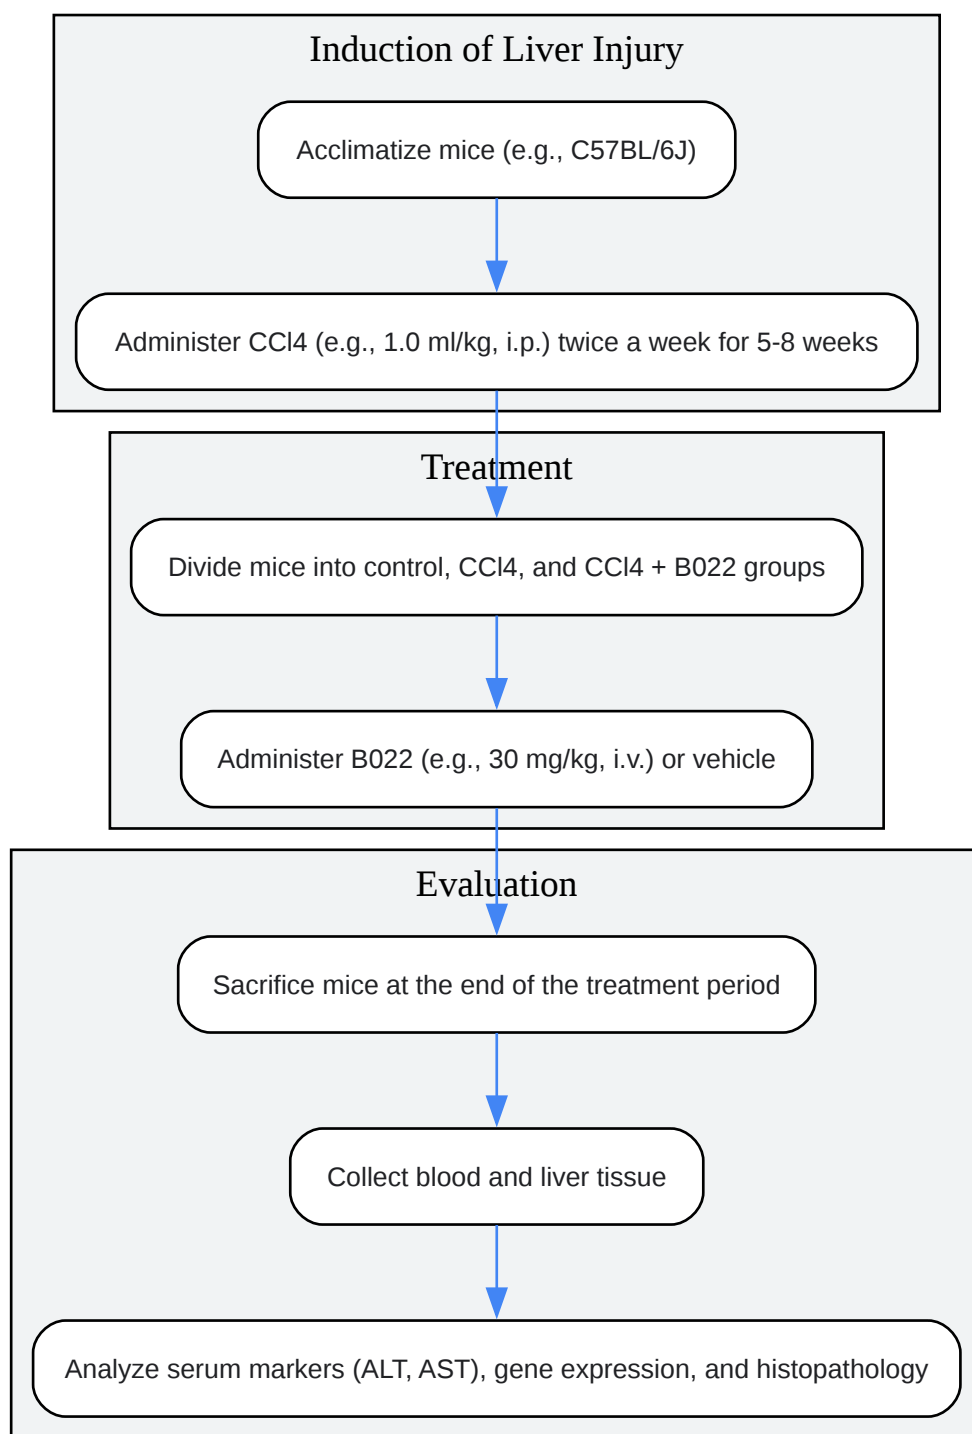 Induction of Liver Injury
Acclimatize mice (e.g., C57BL/6J)
Administer CCl4 (e.g., 1.0 ml/kg, i.p.) twice a week for 5-8 weeks
Treatment
Divide mice into control, CCl4, and CCl4 + B022 groups
Administer B022 (e.g., 30 mg/kg, i.v.) or vehicle
Evaluation
Sacrifice mice at the end of the treatment period
Collect blood and liver tissue
Analyze serum markers (ALT, AST), gene expression, and histopathology